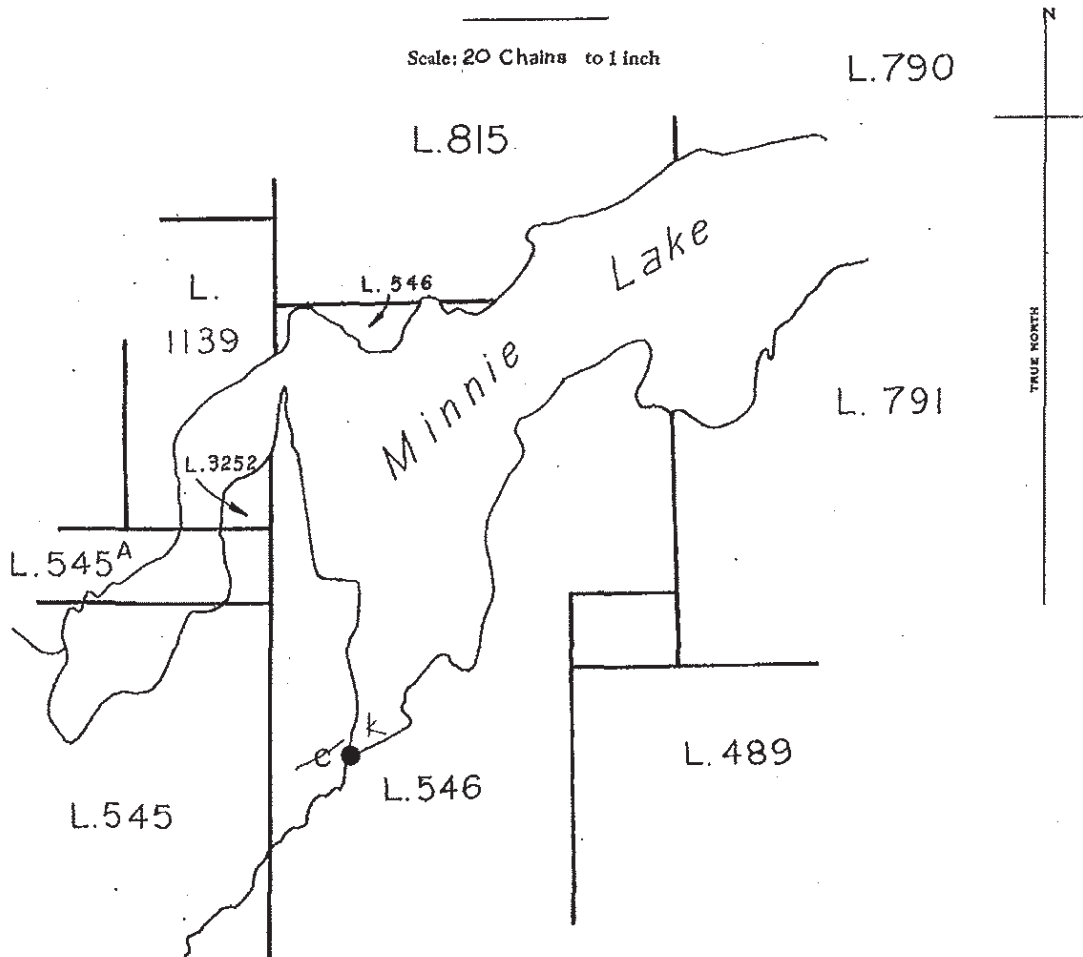 N
Scale: 20 Chains to 1 inch
L.790
L.815
Lake
L. 546
L.
1139
Minnie
TRUE NORTH
L. 791
L.3252
L.545A
k
e
L.546
L.489
L.545